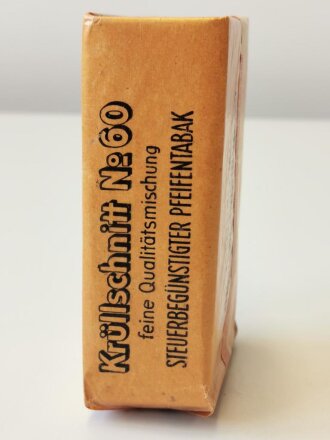 Krüllschnitt No 60
feine Qualitätsmischung
STEUERBEGÜNSTIGTER PFEIFENTABAK